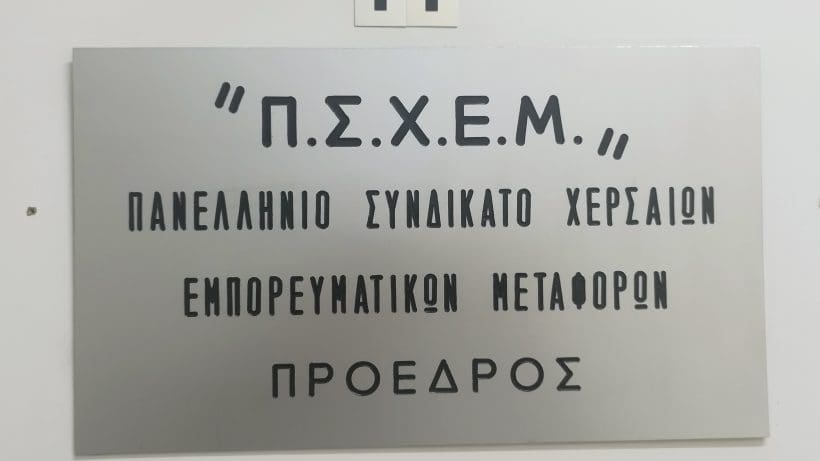 "Π.Σ.Χ.Ε.Μ.„
ΠΑΝΕΛΛΗΝΙΟ ΣΥΝΔΙΚΑΤΟ ΧΕΡΣΑΙΩΝ
ΕΜΠΟΡΕΥΜΑΤΙΚΩΝ ΜΕΤΑΦΟΡΩΝ
ΠΡΟΕΔΡΟΣ